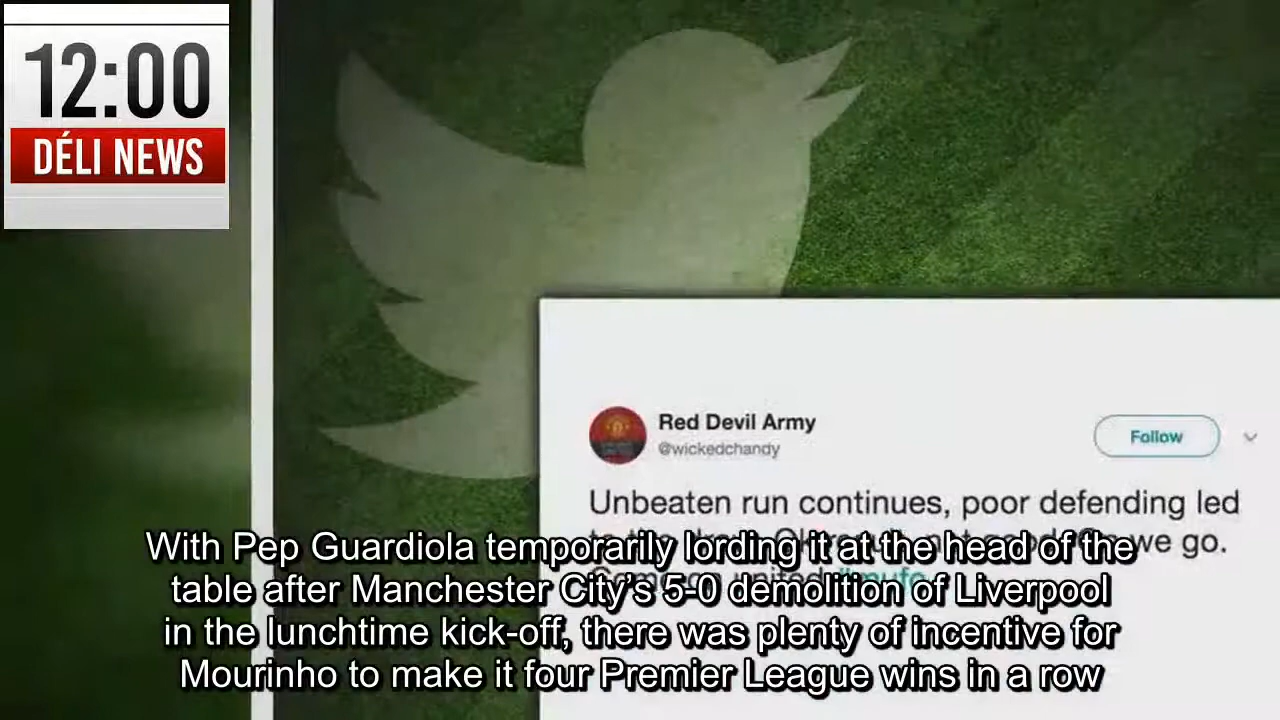 12:00
DÉLI NEWS
Red Devil Army
@wickedchandy
Follow
Unbeaten run continues, poor defending led
we go.
With Pep Guardiola temporarily lording it at the head of the
table after Manchester City's 5-0 demolition of Liverpool
in the lunchtime kick-off, there was plenty of incentive for
Mourinho to make it four Premier League wins in a row